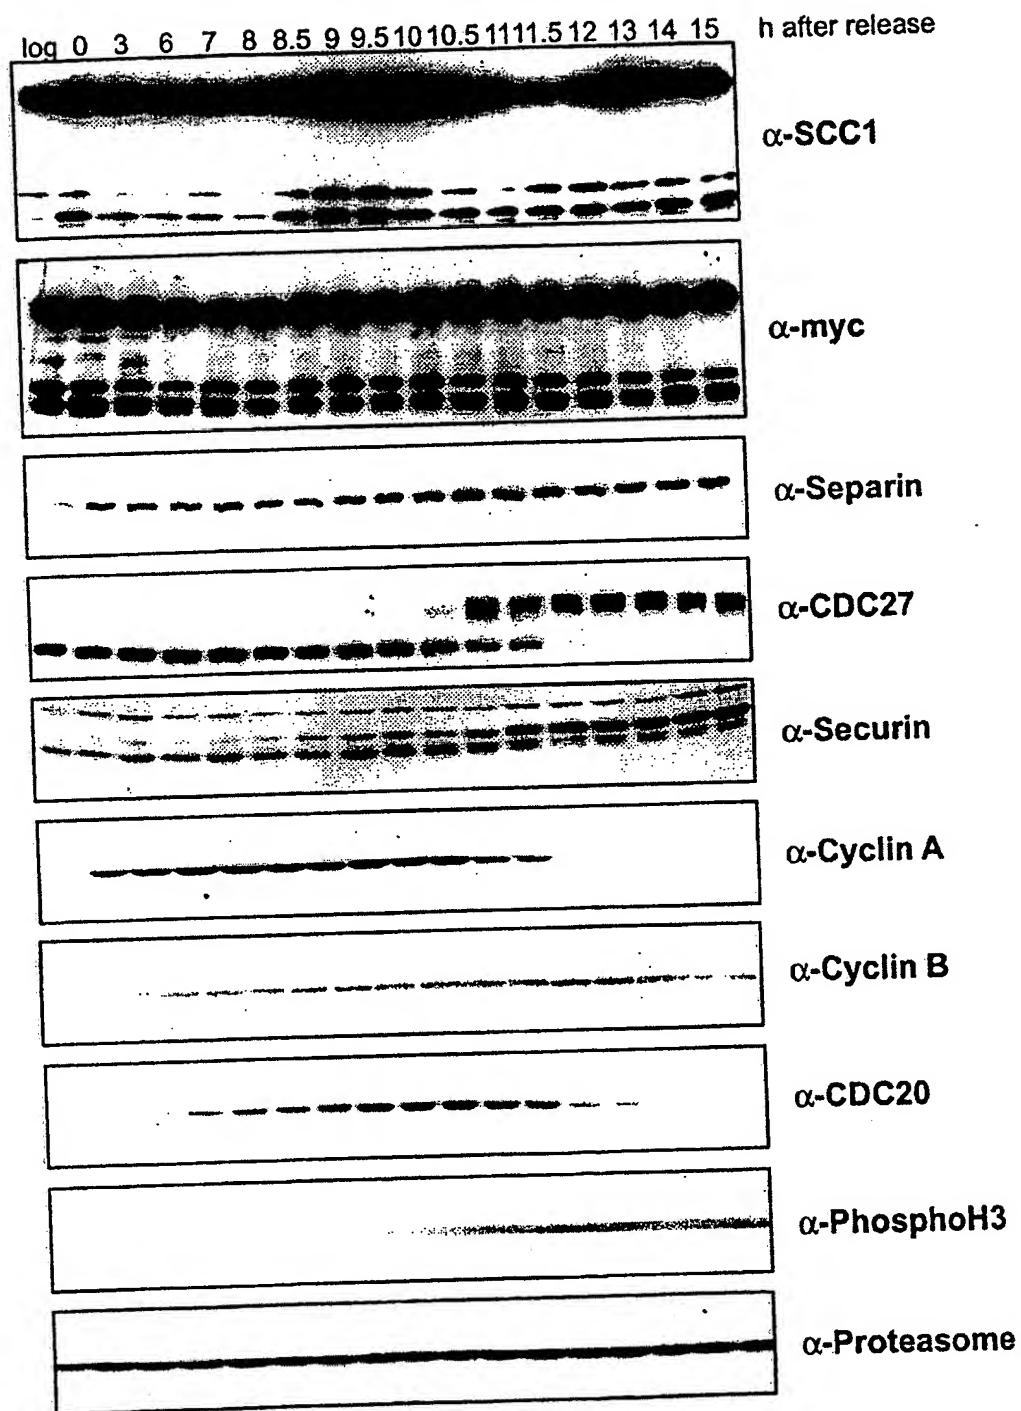 log 0 3 6 7 8 8.5 9 9.5 10 10.5 11 11.5 12 13 14 15 h after release
α-SCC1
α-myc
α-Separin
α-CDC27
α-Securin
α-Cyclin A
α-Cyclin B
α-CDC20
α-PhosphoH3
α-Proteasome